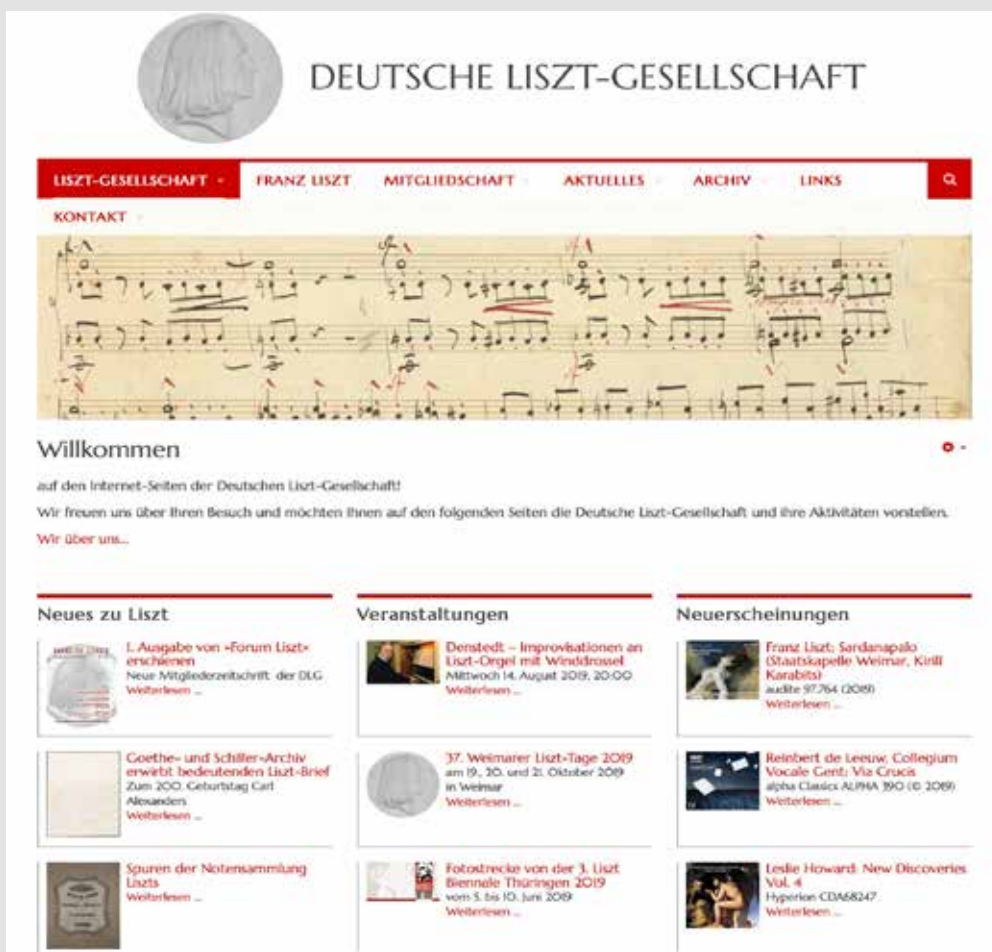 DEUTSCHE LISZT-GESELLSCHAFT
LISZT-GESELLSCHAFT FRANZ LISZT MITGLIEDSCHAFT AKTUELLES ARCHIV LINKS
KONTAKT
Willkommen
auf den Internet-Seiten der Deutschen Liszt-Gesellschaft!
Wir freuen uns über Ihren Besuch und möchten Ihnen auf den folgenden Seiten die Deutsche Liszt-Gesellschaft und ihre Aktivitäten vorstellen.
Wir über uns...
Neues zu Liszt
1. Ausgabe von »Forum Liszt«
erschienen
Neue Mitgliederzeitschrift der DLG
Weiterlesen ...
Goethe- und Schiller-Archiv
erwirbt bedeutenden Liszt-Brief
Zum 200. Geburtstag Carl
Alexanders
Weiterlesen ...
Spuren der Notensammlung
Liszts
Weiterlesen ...
Veranstaltungen
Denstedt – Improvisationen an
Liszt-Orgel mit Winddrossel
Mittwoch 14. August 2019, 20:00
Weiterlesen ...
37. Weimarer Liszt-Tage 2019
am 19., 20. und 21. Oktober 2019
in Weimar
Weiterlesen ...
Fotostrecke von der 3. Liszt
Biennale Thüringen 2019
vom 5. bis 10. Juni 2019
Weiterlesen ...
Neuerscheinungen
Franz Liszt: Sardanapalo
(Staatskapelle Weimar, Kirill
Karabits)
audite 97.764 (2019)
Weiterlesen ...
Reinbert de Leeuw, Collegium
Vocale Gent: Via Crucis
alpha Classics ALPHA 390 (© 2019)
Weiterlesen ...
Leslie Howard: New Discoveries
Vol. 4
Hyperion CDA68247
Weiterlesen ...